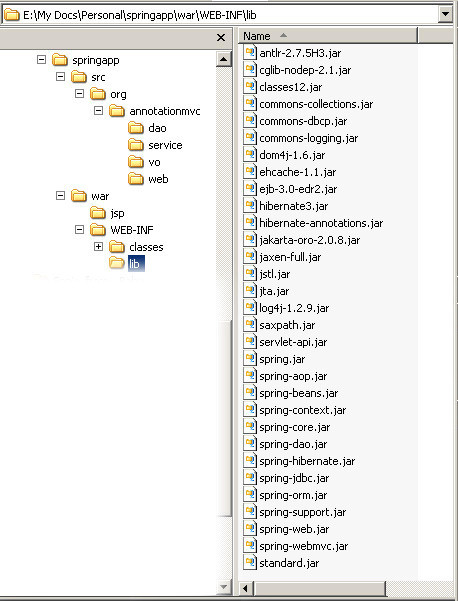 E:\My Docs\Personal\springapp\war\WEB-INF\lib
springapp
src
org
annotationmvc
dao
service
vo
web
war
jsp
WEB-INF
classes
lib
Name
antlr-2.7.5H3.jar
cglib-nodep-2.1.jar
classes12.jar
commons-collections.jar
commons-dbcp.jar
commons-logging.jar
dom4j-1.6.jar
ehcache-1.1.jar
ejb-3.0-edr2.jar
hibernate3.jar
hibernate-annotations.jar
jakarta-oro-2.0.8.jar
jaxen-full.jar
jstl.jar
jta.jar
log4j-1.2.9.jar
saxpath.jar
servlet-api.jar
spring.jar
spring-aop.jar
spring-beans.jar
spring-context.jar
spring-core.jar
spring-dao.jar
spring-hibernate.jar
spring-jdbc.jar
spring-orm.jar
spring-support.jar
spring-web.jar
spring-webmvc.jar
standard.jar